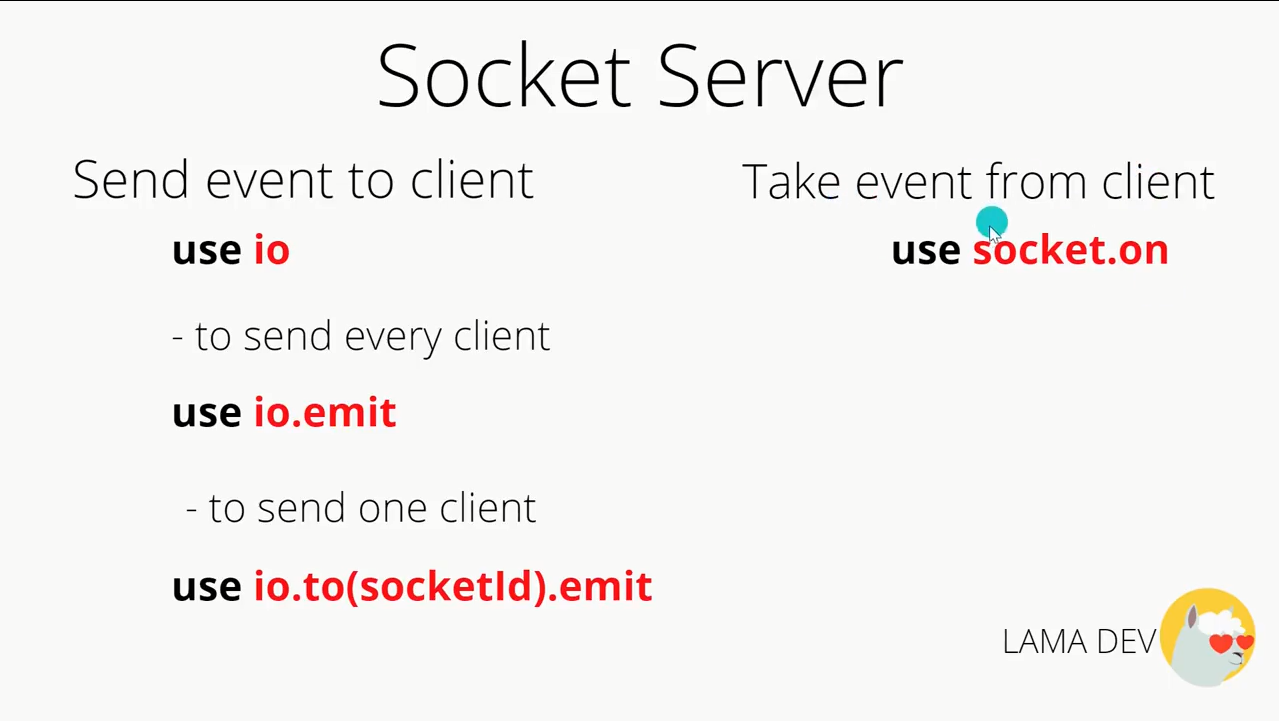 Socket Server
Send event to client
use io
- to send every client
use io.emit
- to send one client
use io.to(socketId).emit
Take event from client
use socket.on
LAMA DEV